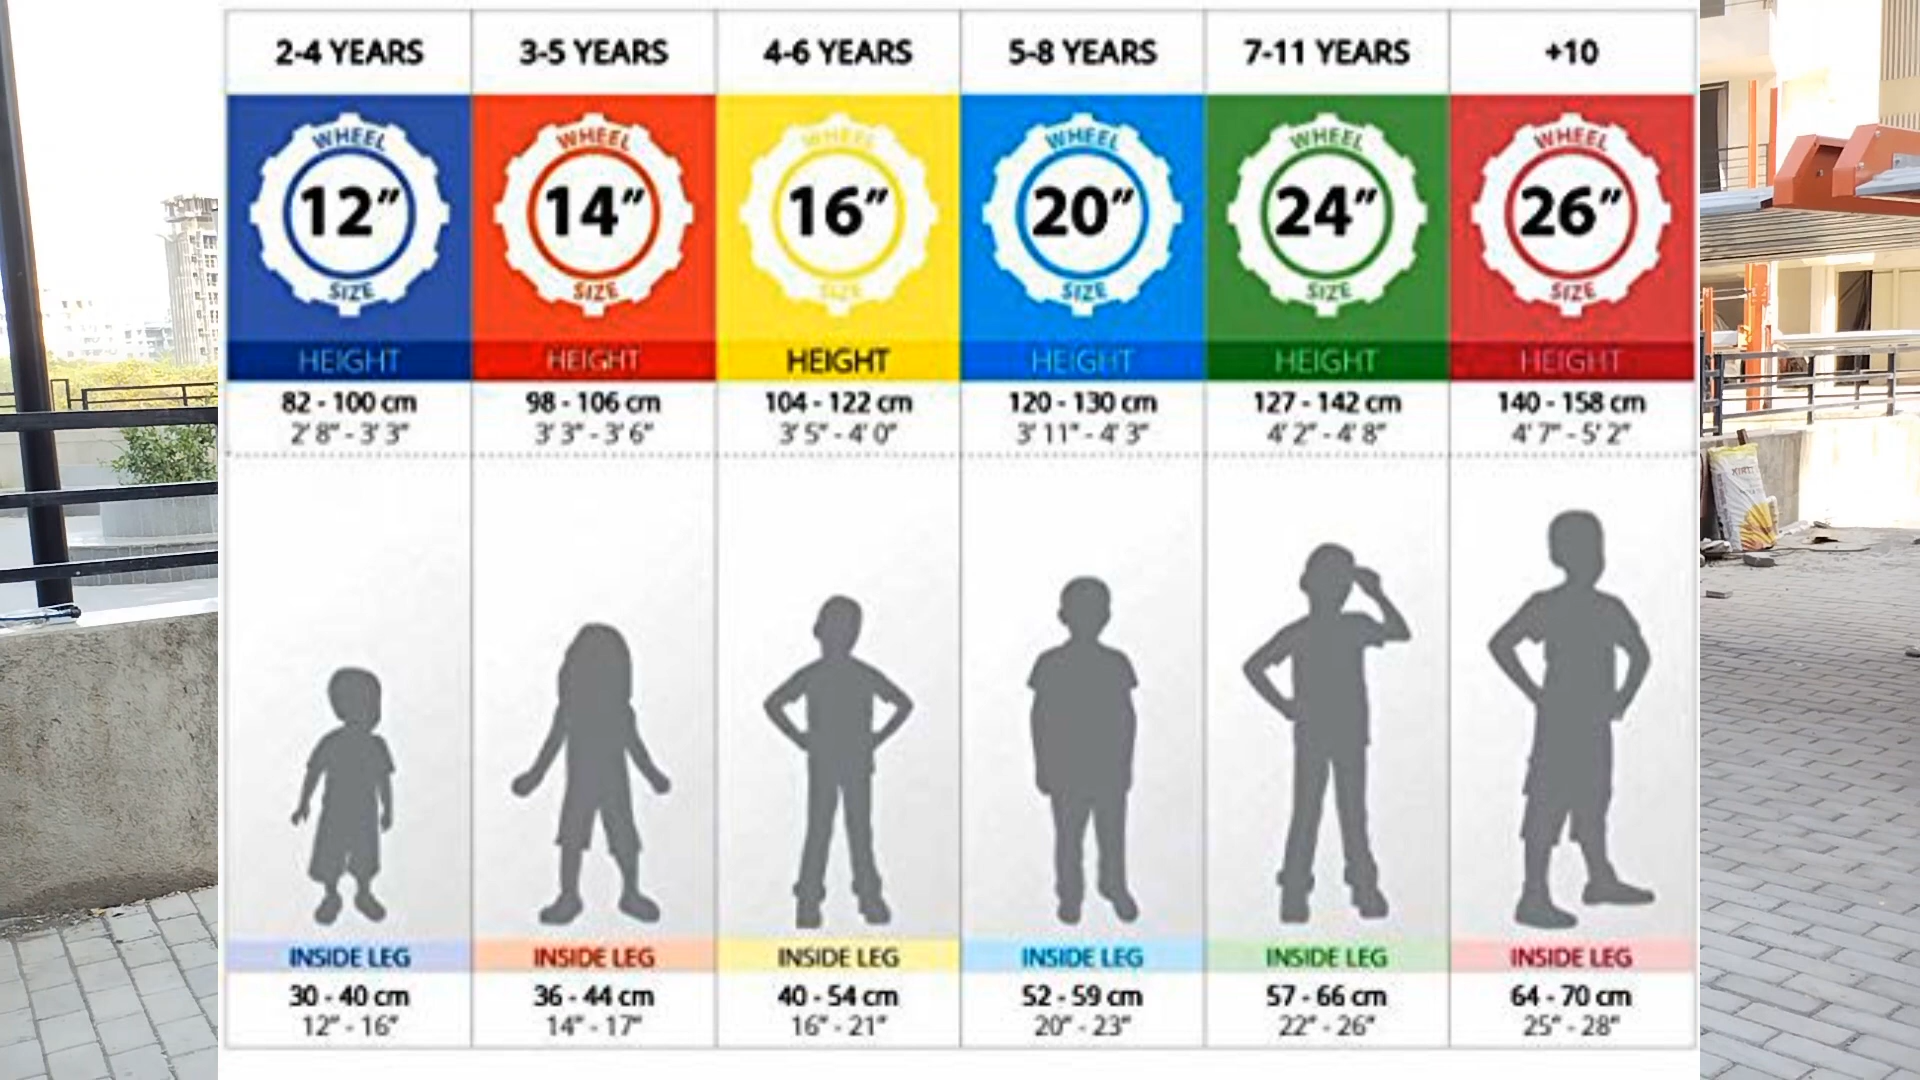 2-4 YEARS
3-5 YEARS
4-6 YEARS
5-8 YEARS
7-11 YEARS
+10
WHEEL
12”
SIZE
WHEEL
14”
SIZE
WHEEL
16”
SIZE
WHEEL
20”
SIZE
WHEEL
24”
SIZE
WHEEL
26”
SIZE
HEIGHT
HEIGHT
HEIGHT
HEIGHT
HEIGHT
HEIGHT
82 - 100 cm
98 - 106 cm
104 - 122 cm
120 - 130 cm
127 - 142 cm
140 - 158 cm
2’ 8” - 3’ 3”
3’ 3” - 3’ 6”
3’ 5” - 4’ 0”
3’ 11” - 4’ 3”
4’ 2” - 4’ 8”
4’ 7” - 5’ 2”
INSIDE LEG
INSIDE LEG
INSIDE LEG
INSIDE LEG
INSIDE LEG
INSIDE LEG
30 - 40 cm
36 - 44 cm
40 - 54 cm
52 - 59 cm
57 - 66 cm
64 - 70 cm
12” - 16”
14” - 17”
16” - 21”
20” - 23”
22” - 26”
25” - 28”